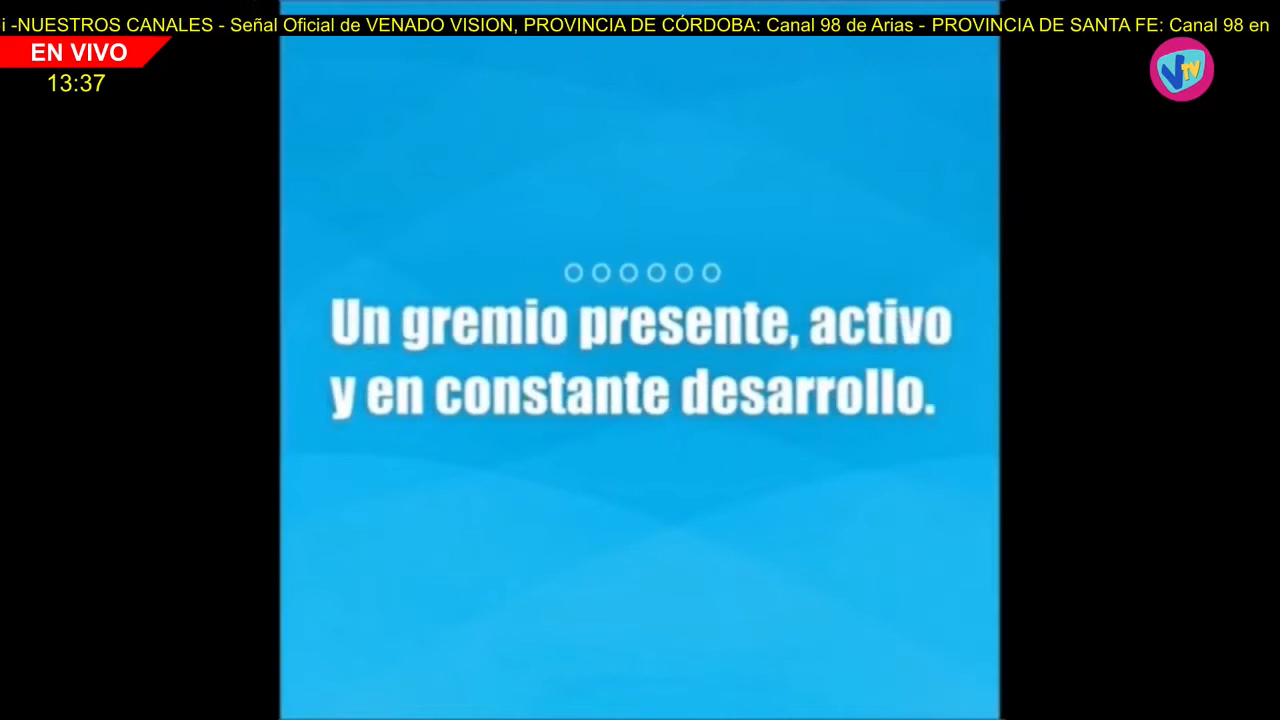 i -NUESTROS CANALES - Señal Oficial de VENADO VISION, PROVINCIA DE CÓRDOBA: Canal 98 de Arias - PROVINCIA DE SANTA FE: Canal 98 en
EN VIVO
13:37
VTV
Un gremio presente, activo
y en constante desarrollo.